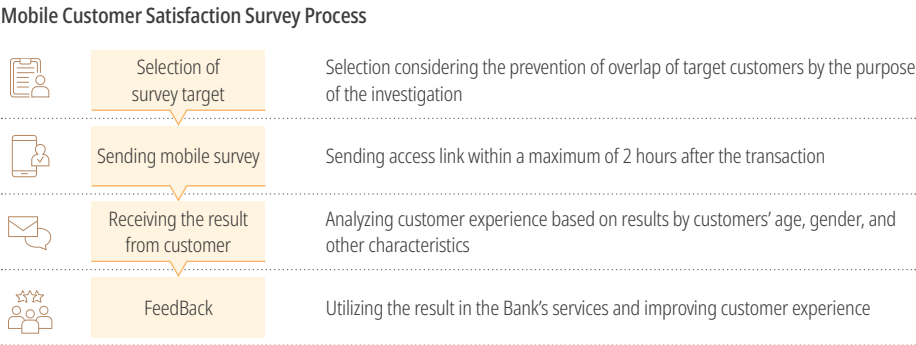 Mobile Customer Satisfaction Survey Process
Selection of
survey target
Selection considering the prevention of overlap of target customers by the purpose
of the investigation
Sending mobile survey
Sending access link within a maximum of 2 hours after the transaction
Receiving the result
from customer
Analyzing customer experience based on results by customers’ age, gender, and
other characteristics
FeedBack
Utilizing the result in the Bank’s services and improving customer experience